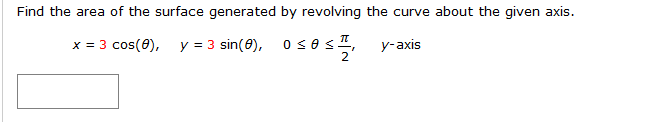 Find the area of the surface generated by revolving the curve about the given axis.
x = 3 cos(θ), y = 3 sin(θ), 0 ≤ θ ≤ π/2, y-axis